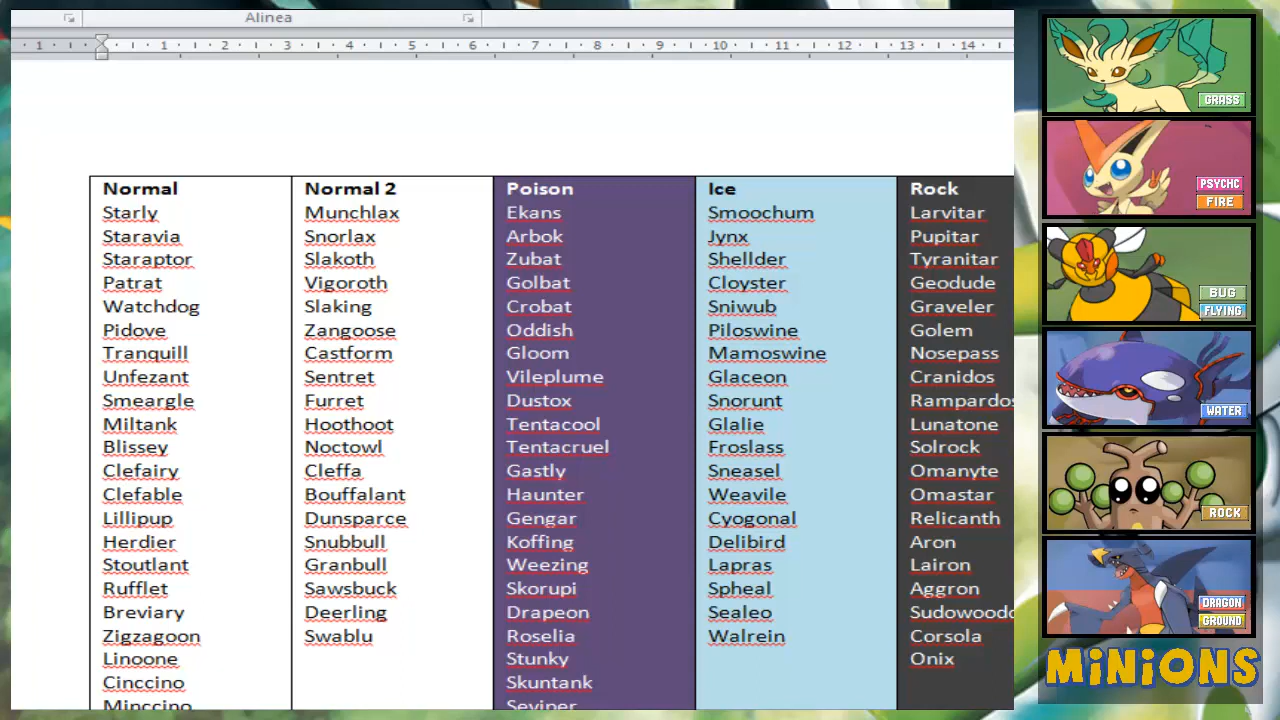 Alinea
1 1 2 3 4 5 6 7 8 9 10 11 12 13 14
Normal
Starly
Staravia
Staraptor
Patrat
Watchdog
Pidove
Tranquill
Unfezant
Smeargle
Miltank
Blissey
Clefairy
Clefable
Lillipup
Herdier
Stoutlant
Rufflet
Breviary
Zigzagoon
Linoone
Cinccino
Minccino
Normal 2
Munchlax
Snorlax
Slakoth
Vigoroth
Slaking
Zangoose
Castform
Sentret
Furret
Hoothoot
Noctowl
Cleffa
Bouffalant
Dunsparce
Snubbull
Granbull
Sawsbuck
Deerling
Swablu
Poison
Ekans
Arbok
Zubat
Golbat
Crobat
Oddish
Gloom
Vileplume
Dustox
Tentacool
Tentacruel
Gastly
Haunter
Gengar
Koffing
Weezing
Skorupi
Drapeon
Roselia
Stunky
Skuntank
Seviper
Ice
Smoochum
Jynx
Shellder
Cloyster
Sniwub
Piloswine
Mamoswine
Glaceon
Snorunt
Glalie
Froslass
Sneasel
Weavile
Cyogonal
Delibird
Lapras
Spheal
Sealeo
Walrein
Rock
Larvitar
Pupitar
Tyranitar
Geodude
Graveler
Golem
Nosepass
Cranidos
Rampardos
Lunatone
Solrock
Omanyte
Omastar
Relicanth
Aron
Lairon
Aggron
Sudowoodo
Corsola
Onix
GRASS
PSYCHC
FIRE
BUG
FLYING
WATER
ROCK
DRAGON
GROUND
MINIONS